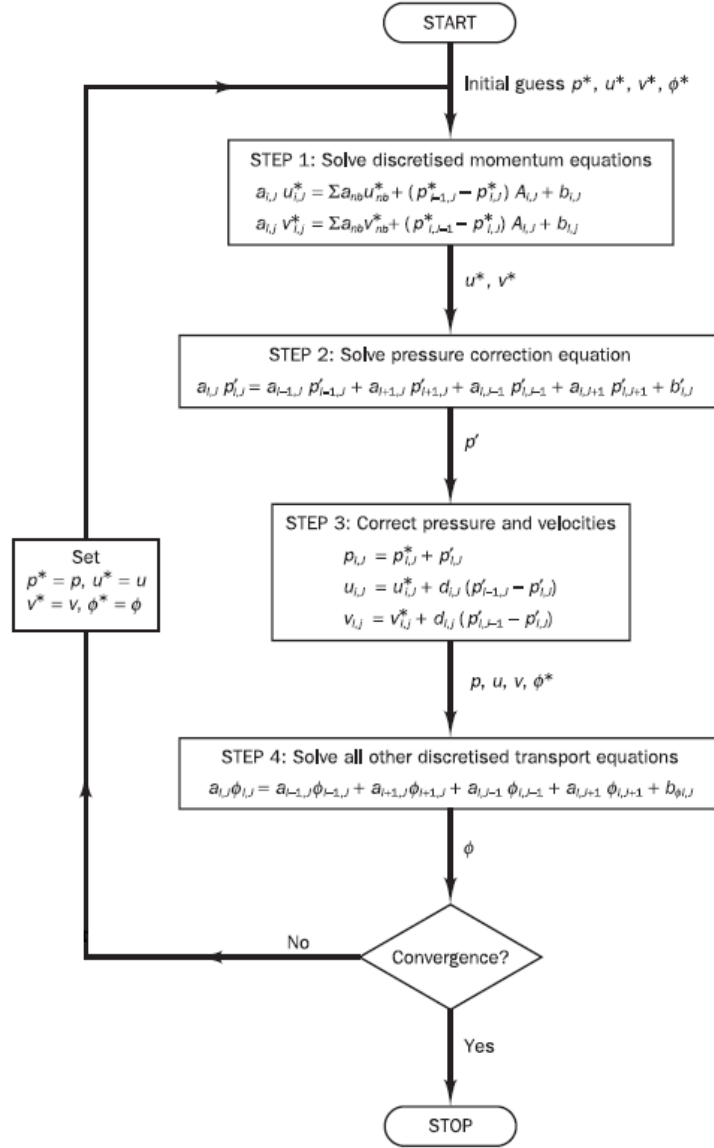 START
Initial guess p*, u*, v*, ϕ*
STEP 1: Solve discretised momentum equations
a_{i,J} u*_{i,J} = Σa_{nb}u*_{nb} + (p*_{I–1,J} – p*_{I,J}) A_{i,J} + b_{i,J}
a_{I,j} v*_{I,j} = Σa_{nb}v*_{nb} + (p*_{I,J–1} – p*_{I,J}) A_{I,j} + b_{I,j}
u*, v*
STEP 2: Solve pressure correction equation
a_{I,J} p′_{I,J} = a_{I–1,J} p′_{I–1,J} + a_{I+1,J} p′_{I+1,J} + a_{I,J–1} p′_{I,J–1} + a_{I,J+1} p′_{I,J+1} + b′_{I,J}
p′
STEP 3: Correct pressure and velocities
p_{I,J} = p*_{I,J} + p′_{I,J}
u_{i,J} = u*_{i,J} + d_{i,J} (p′_{I–1,J} – p′_{I,J})
v_{I,j} = v*_{I,j} + d_{I,j} (p′_{I,J–1} – p′_{I,J})
Set
p* = p, u* = u
v* = v, ϕ* = ϕ
p, u, v, ϕ*
STEP 4: Solve all other discretised transport equations
a_{I,J}ϕ_{I,J} = a_{I–1,J}ϕ_{I–1,J} + a_{I+1,J}ϕ_{I+1,J} + a_{I,J–1} ϕ_{I,J–1} + a_{I,J+1} ϕ_{I,J+1} + b_{ϕI,J}
ϕ
No
Convergence?
Yes
STOP